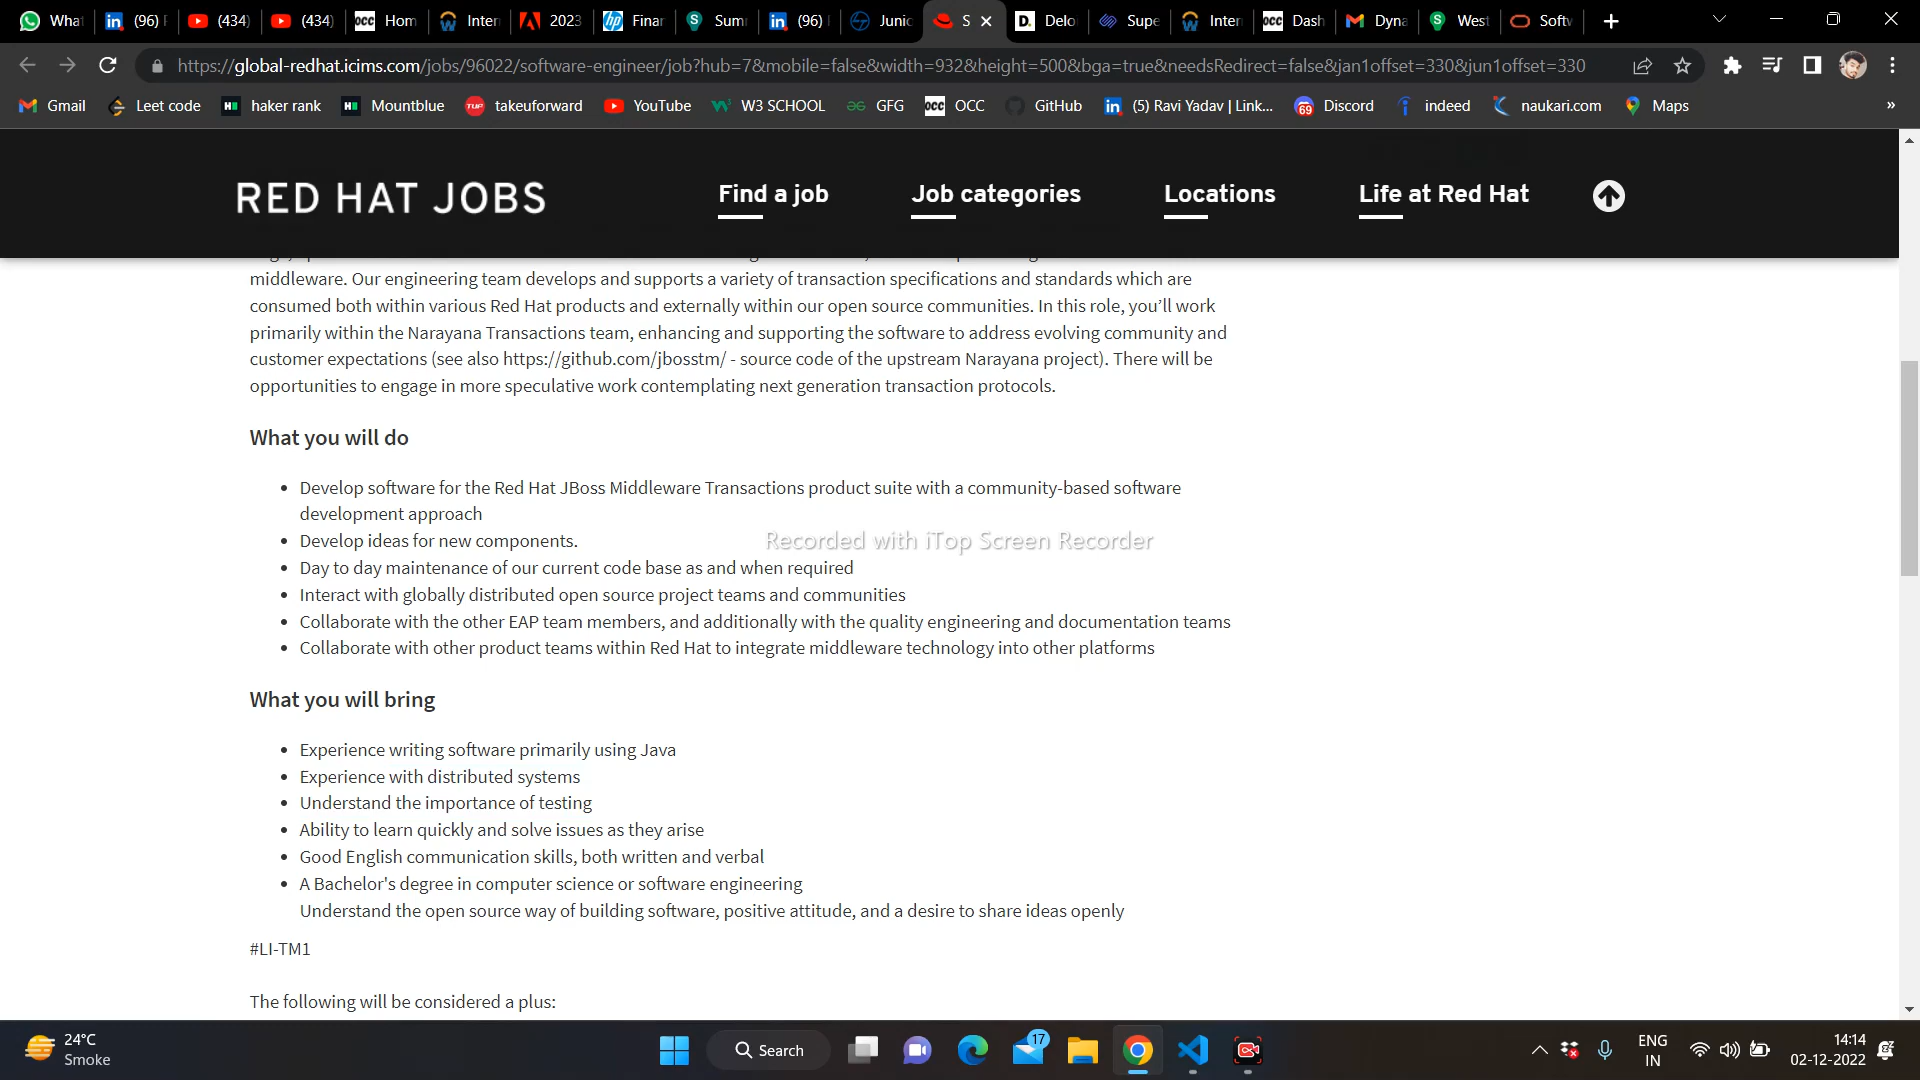 What
(96)
(434)
(434)
OCC Hom
Inter
2023
Finar
Sum
(96)
Junic
S
D. Delo
Supe
Inter
OCC Dash
Dyna
West
Softw
https://global-redhat.icims.com/jobs/96022/software-engineer/job?hub=7&mobile=false&width=932&height=500&bga=true&needsRedirect=false&jan1offset=330&jun1offset=330
Gmail
Leet code
haker rank
Mountblue
TUF takeuforward
YouTube
W3 SCHOOL
GFG
OCC OCC
GitHub
(5) Ravi Yadav | Link...
69 Discord
indeed
naukari.com
Maps
»
RED HAT JOBS
Find a job
Job categories
Locations
Life at Red Hat
middleware. Our engineering team develops and supports a variety of transaction specifications and standards which are
consumed both within various Red Hat products and externally within our open source communities. In this role, you’ll work
primarily within the Narayana Transactions team, enhancing and supporting the software to address evolving community and
customer expectations (see also https://github.com/jbosstm/ - source code of the upstream Narayana project). There will be
opportunities to engage in more speculative work contemplating next generation transaction protocols.
What you will do
• Develop software for the Red Hat JBoss Middleware Transactions product suite with a community-based software
development approach
• Develop ideas for new components.
Recorded with iTop Screen Recorder
• Day to day maintenance of our current code base as and when required
• Interact with globally distributed open source project teams and communities
• Collaborate with the other EAP team members, and additionally with the quality engineering and documentation teams
• Collaborate with other product teams within Red Hat to integrate middleware technology into other platforms
What you will bring
• Experience writing software primarily using Java
• Experience with distributed systems
• Understand the importance of testing
• Ability to learn quickly and solve issues as they arise
• Good English communication skills, both written and verbal
• A Bachelor's degree in computer science or software engineering
Understand the open source way of building software, positive attitude, and a desire to share ideas openly
#LI-TM1
The following will be considered a plus:
24°C
Smoke
Search
17
ENG
IN
14:14
02-12-2022